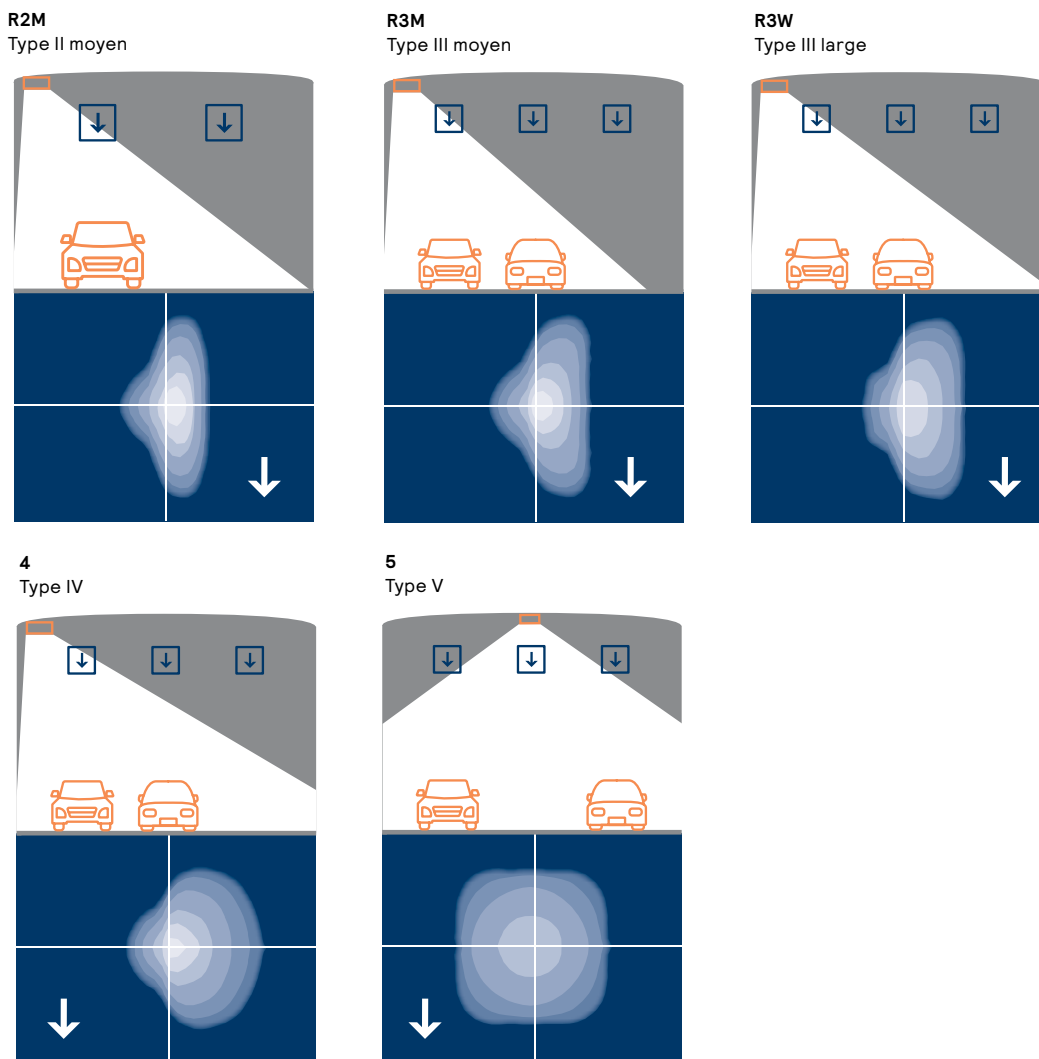 R2M
Type II moyen
R3M
Type III moyen
R3W
Type III large
4
Type IV
5
Type V